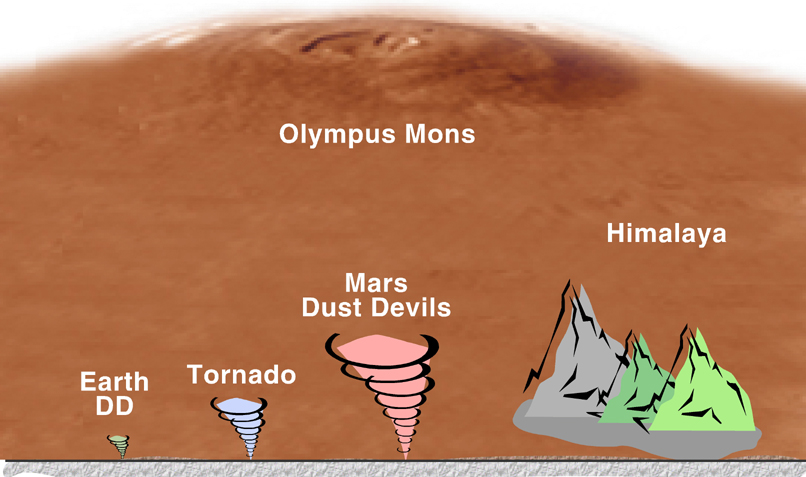 Olympus Mons
Himalaya
Mars
Dust Devils
Tornado
Earth
DD